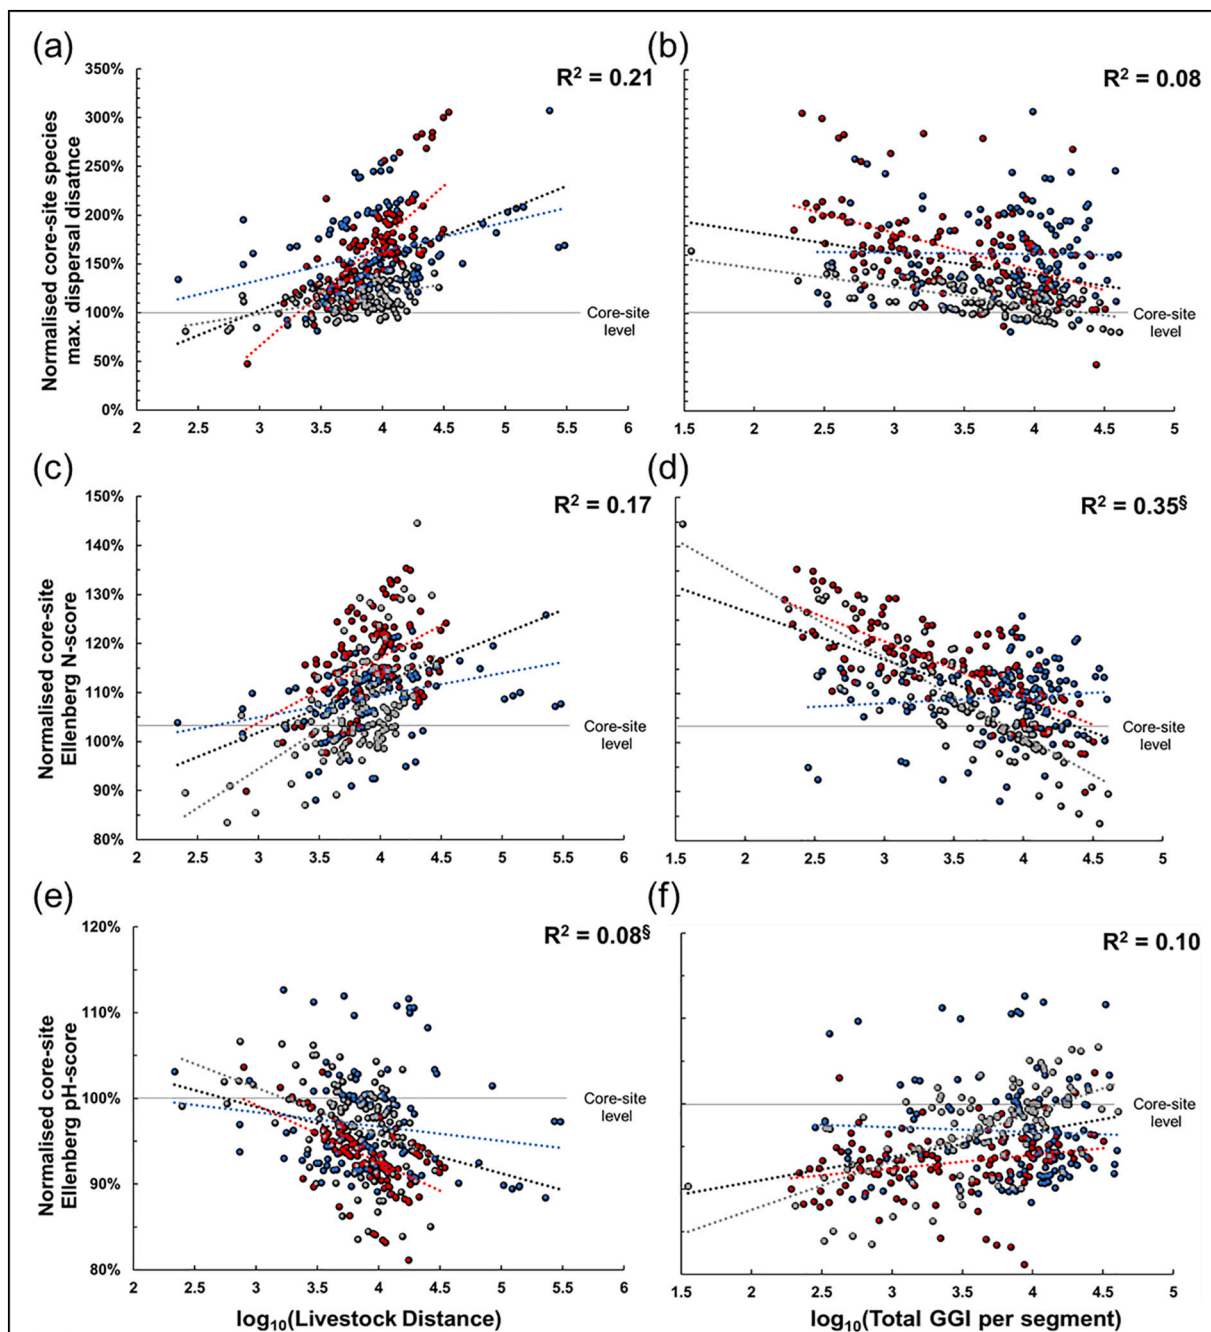 (a)
(b)
R² = 0.21
R² = 0.08
Normalised core-site species
max. dispersal disatnce
350%
300%
250%
200%
150%
100%
50%
0%
Core-site
level
Core-site
level
2 2.5 3 3.5 4 4.5 5 5.5 6
1.5 2 2.5 3 3.5 4 4.5 5
(c)
(d)
R² = 0.17
R² = 0.35§
Normalised core-site
Ellenberg N-score
150%
140%
130%
120%
110%
100%
90%
80%
Core-site
level
Core-site
level
2 2.5 3 3.5 4 4.5 5 5.5 6
1.5 2 2.5 3 3.5 4 4.5 5
(e)
(f)
R² = 0.08§
R² = 0.10
Normalised core-site
Ellenberg pH-score
120%
110%
100%
90%
80%
Core-site
level
Core-site
level
2 2.5 3 3.5 4 4.5 5 5.5 6
1.5 2 2.5 3 3.5 4 4.5 5
log₁₀(Livestock Distance)
log₁₀(Total GGI per segment)